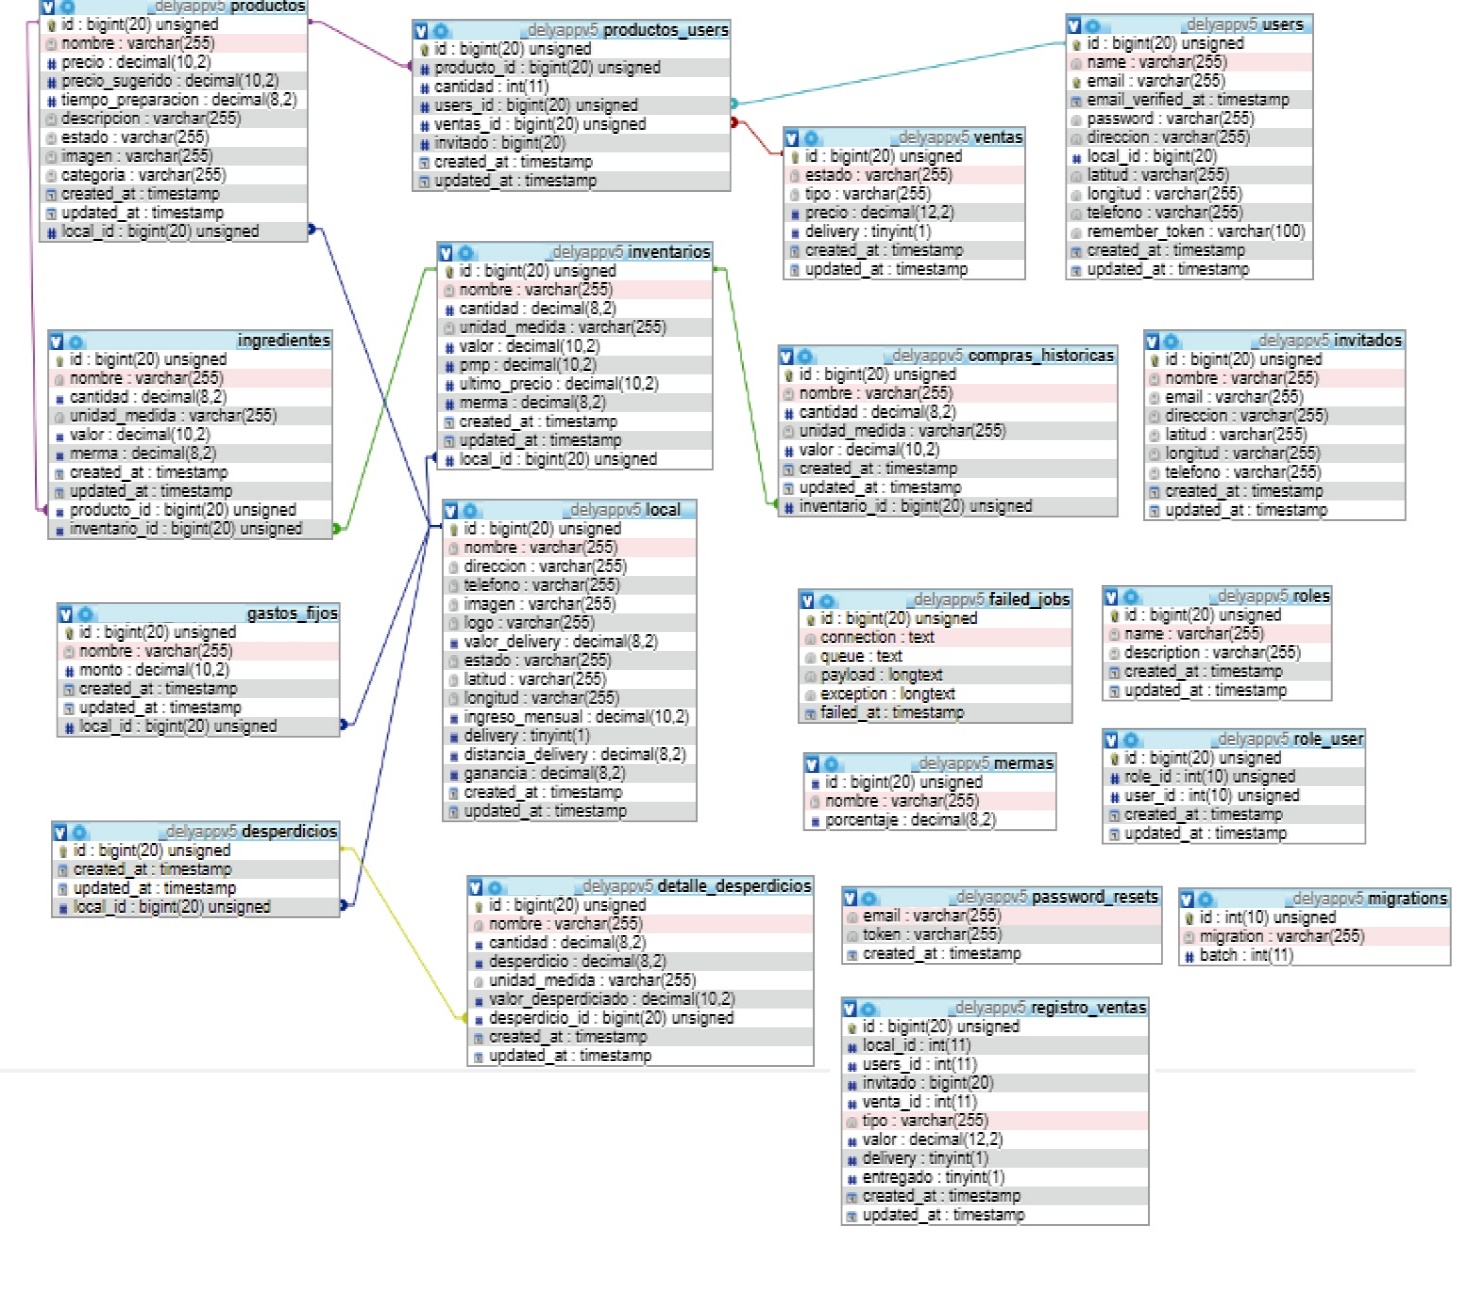 delyappv5 productos
id : bigint(20) unsigned
nombre : varchar(255)
precio : decimal(10,2)
precio_sugerido : decimal(10,2)
tiempo_preparacion : decimal(8,2)
descripcion : varchar(255)
estado : varchar(255)
imagen : varchar(255)
categoria : varchar(255)
created_at : timestamp
updated_at : timestamp
local_id : bigint(20) unsigned
_delyappv5 productos_users
id : bigint(20) unsigned
producto_id : bigint(20) unsigned
cantidad : int(11)
users_id : bigint(20) unsigned
ventas_id : bigint(20) unsigned
invitado : bigint(20)
created_at : timestamp
updated_at : timestamp
_delyappv5 users
id : bigint(20) unsigned
name : varchar(255)
email : varchar(255)
email_verified_at : timestamp
password : varchar(255)
direccion : varchar(255)
local_id : bigint(20)
latitud : varchar(255)
longitud : varchar(255)
telefono : varchar(255)
remember_token : varchar(100)
created_at : timestamp
updated_at : timestamp
_delyappv5 ventas
id : bigint(20) unsigned
estado : varchar(255)
tipo : varchar(255)
precio : decimal(12,2)
delivery : tinyint(1)
created_at : timestamp
updated_at : timestamp
_delyappv5 inventarios
id : bigint(20) unsigned
nombre : varchar(255)
cantidad : decimal(8,2)
unidad_medida : varchar(255)
valor : decimal(10,2)
pmp : decimal(10,2)
ultimo_precio : decimal(10,2)
merma : decimal(8,2)
created_at : timestamp
updated_at : timestamp
local_id : bigint(20) unsigned
ingredientes
id : bigint(20) unsigned
nombre : varchar(255)
cantidad : decimal(8,2)
unidad_medida : varchar(255)
valor : decimal(10,2)
merma : decimal(8,2)
created_at : timestamp
updated_at : timestamp
producto_id : bigint(20) unsigned
inventario_id : bigint(20) unsigned
_delyappv5 compras_historicas
id : bigint(20) unsigned
nombre : varchar(255)
cantidad : decimal(8,2)
unidad_medida : varchar(255)
valor : decimal(10,2)
created_at : timestamp
updated_at : timestamp
inventario_id : bigint(20) unsigned
_delyappv5 invitados
id : bigint(20) unsigned
nombre : varchar(255)
email : varchar(255)
direccion : varchar(255)
latitud : varchar(255)
longitud : varchar(255)
telefono : varchar(255)
created_at : timestamp
updated_at : timestamp
_delyappv5 local
id : bigint(20) unsigned
nombre : varchar(255)
direccion : varchar(255)
telefono : varchar(255)
imagen : varchar(255)
logo : varchar(255)
valor_delivery : decimal(8,2)
estado : varchar(255)
latitud : varchar(255)
longitud : varchar(255)
ingreso_mensual : decimal(10,2)
delivery : tinyint(1)
distancia_delivery : decimal(8,2)
ganancia : decimal(8,2)
created_at : timestamp
updated_at : timestamp
gastos_fijos
id : bigint(20) unsigned
nombre : varchar(255)
monto : decimal(10,2)
created_at : timestamp
updated_at : timestamp
local_id : bigint(20) unsigned
_delyappv5 failed_jobs
id : bigint(20) unsigned
connection : text
queue : text
payload : longtext
exception : longtext
failed_at : timestamp
_delyappv5 roles
id : bigint(20) unsigned
name : varchar(255)
description : varchar(255)
created_at : timestamp
updated_at : timestamp
_delyappv5 mermas
id : bigint(20) unsigned
nombre : varchar(255)
porcentaje : decimal(8,2)
_delyappv5 role_user
id : bigint(20) unsigned
role_id : int(10) unsigned
user_id : int(10) unsigned
created_at : timestamp
updated_at : timestamp
_delyappv5 desperdicios
id : bigint(20) unsigned
created_at : timestamp
updated_at : timestamp
local_id : bigint(20) unsigned
_delyappv5 detalle_desperdicios
id : bigint(20) unsigned
nombre : varchar(255)
cantidad : decimal(8,2)
desperdicio : decimal(8,2)
unidad_medida : varchar(255)
valor_desperdiciado : decimal(10,2)
desperdicio_id : bigint(20) unsigned
created_at : timestamp
updated_at : timestamp
_delyappv5 password_resets
email : varchar(255)
token : varchar(255)
created_at : timestamp
_delyappv5 migrations
id : int(10) unsigned
migration : varchar(255)
batch : int(11)
_delyappv5 registro_ventas
id : bigint(20) unsigned
local_id : int(11)
users_id : int(11)
invitado : bigint(20)
venta_id : int(11)
tipo : varchar(255)
valor : decimal(12,2)
delivery : tinyint(1)
entregado : tinyint(1)
created_at : timestamp
updated_at : timestamp